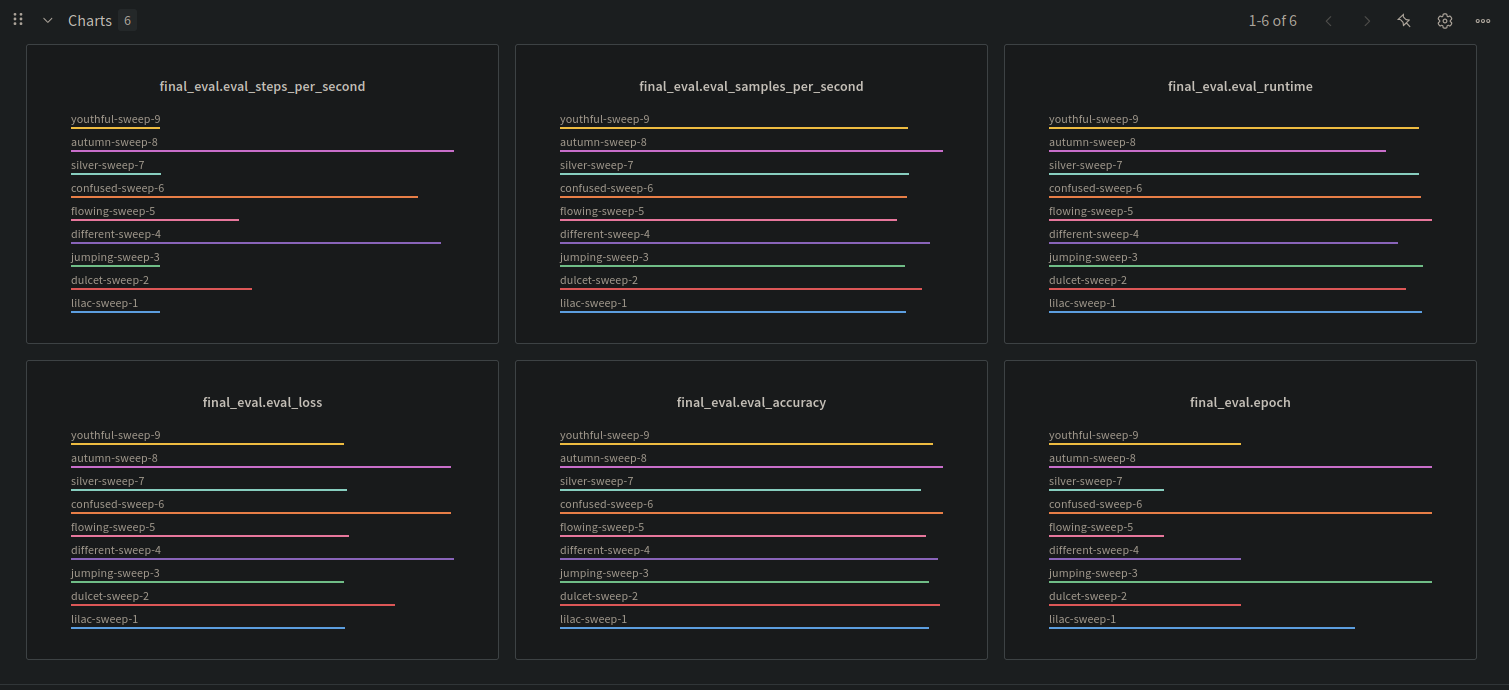 Charts 6 1-6 of 6
final_eval.eval_steps_per_second
youthful-sweep-9
autumn-sweep-8
silver-sweep-7
confused-sweep-6
flowing-sweep-5
different-sweep-4
jumping-sweep-3
dulcet-sweep-2
lilac-sweep-1
final_eval.eval_samples_per_second
youthful-sweep-9
autumn-sweep-8
silver-sweep-7
confused-sweep-6
flowing-sweep-5
different-sweep-4
jumping-sweep-3
dulcet-sweep-2
lilac-sweep-1
final_eval.eval_runtime
youthful-sweep-9
autumn-sweep-8
silver-sweep-7
confused-sweep-6
flowing-sweep-5
different-sweep-4
jumping-sweep-3
dulcet-sweep-2
lilac-sweep-1
final_eval.eval_loss
youthful-sweep-9
autumn-sweep-8
silver-sweep-7
confused-sweep-6
flowing-sweep-5
different-sweep-4
jumping-sweep-3
dulcet-sweep-2
lilac-sweep-1
final_eval.eval_accuracy
youthful-sweep-9
autumn-sweep-8
silver-sweep-7
confused-sweep-6
flowing-sweep-5
different-sweep-4
jumping-sweep-3
dulcet-sweep-2
lilac-sweep-1
final_eval.epoch
youthful-sweep-9
autumn-sweep-8
silver-sweep-7
confused-sweep-6
flowing-sweep-5
different-sweep-4
jumping-sweep-3
dulcet-sweep-2
lilac-sweep-1